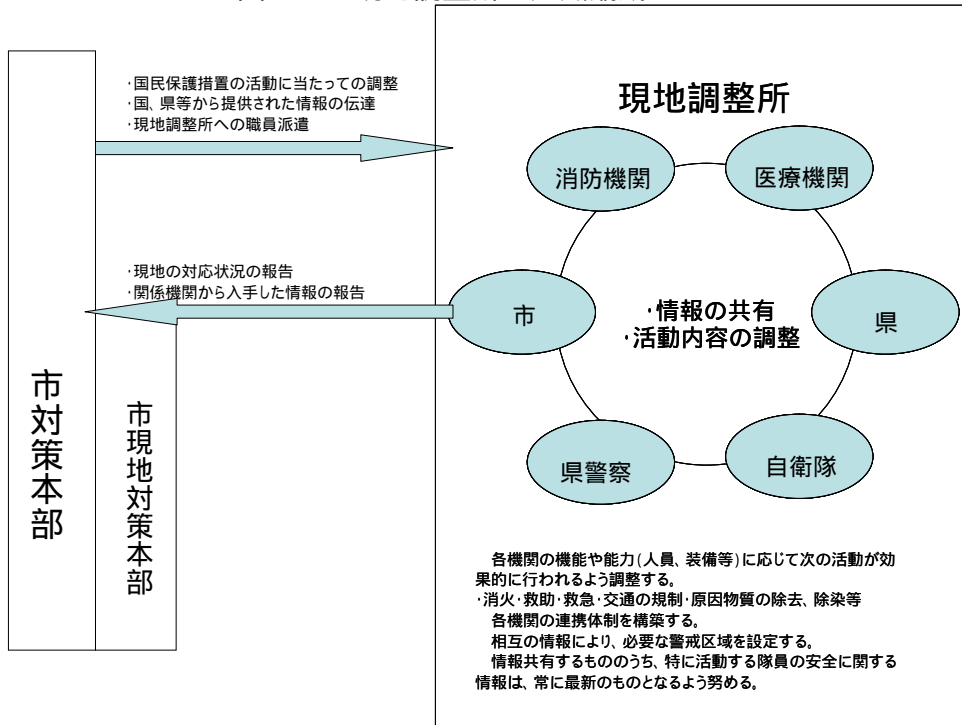 ・国民保護措置の活動に当たっての調整
・国、県等から提供された情報の伝達
・現地調整所への職員派遣
・現地の対応状況の報告
・関係機関から入手した情報の報告
市対策本部
市現地対策本部
現地調整所
消防機関
医療機関
市
・情報の共有
・活動内容の調整
県
県警察
自衛隊
各機関の機能や能力(人員、装備等)に応じて次の活動が効
果的に行われるよう調整する。
・消火・救助・救急・交通の規制・原因物質の除去、除染等
各機関の連携体制を構築する。
相互の情報により、必要な警戒区域を設定する。
情報共有するもののうち、特に活動する隊員の安全に関する
情報は、常に最新のものとなるよう努める。